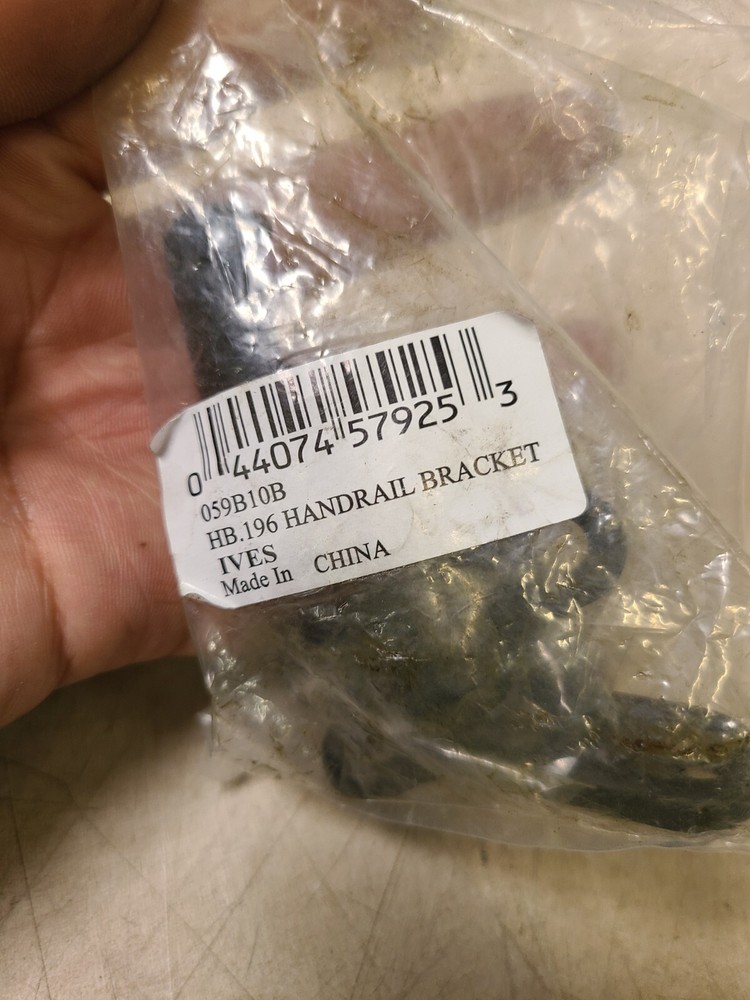 0 44074 57925 3
059B10B
HB.196 HANDRAIL BRACKET
IVES
Made In CHINA